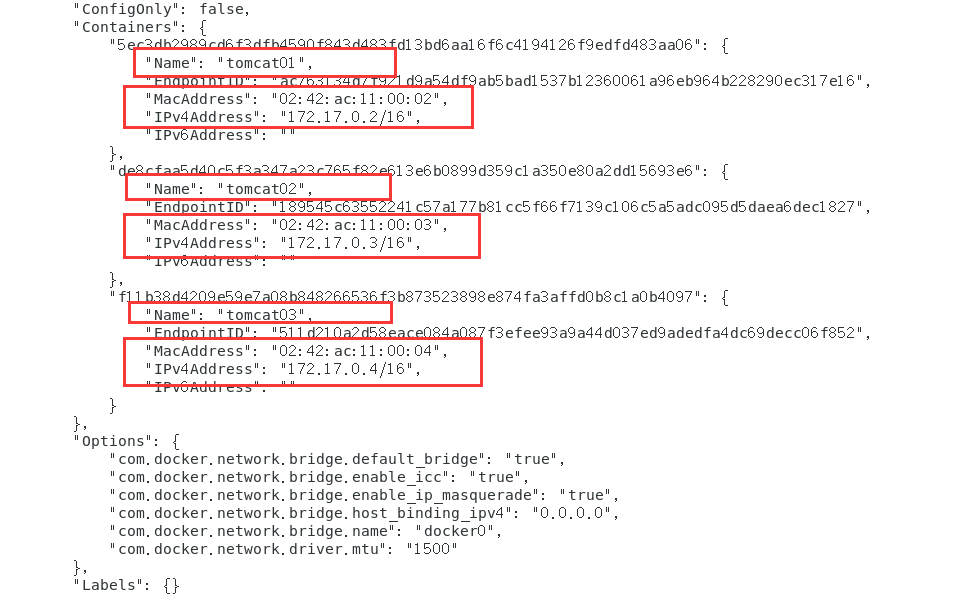 "ConfigOnly": false,
"Containers": {
"5ec3db2989cd6f3dfb4590f843d483fd13bd6aa16f6c4194126f9edfd483aa06": {
"Name": "tomcat01",
"EndpointID": "ac763134d7f921d9a54df9ab5bad1537b12360061a96eb964b228290ec317e16",
"MacAddress": "02:42:ac:11:00:02",
"IPv4Address": "172.17.0.2/16",
"IPv6Address": ""
},
"de8cfaa5d40c5f3a347a23c765f82e613e6b0899d359c1a350e80a2dd15693e6": {
"Name": "tomcat02",
"EndpointID": "189545c63552241c57a177b81cc5f66f7139c106c5a5adc095d5daea6dec1827",
"MacAddress": "02:42:ac:11:00:03",
"IPv4Address": "172.17.0.3/16",
"IPv6Address": ""
},
"f11b38d4209e59e7a08b848266536f3b873523898e874fa3affd0b8c1a0b4097": {
"Name": "tomcat03",
"EndpointID": "511d210a2d58eace084a087f3efee93a9a44d037ed9adedfa4dc69decc06f852",
"MacAddress": "02:42:ac:11:00:04",
"IPv4Address": "172.17.0.4/16",
"IPv6Address": ""
}
},
"Options": {
"com.docker.network.bridge.default_bridge": "true",
"com.docker.network.bridge.enable_icc": "true",
"com.docker.network.bridge.enable_ip_masquerade": "true",
"com.docker.network.bridge.host_binding_ipv4": "0.0.0.0",
"com.docker.network.bridge.name": "docker0",
"com.docker.network.driver.mtu": "1500"
},
"Labels": {}